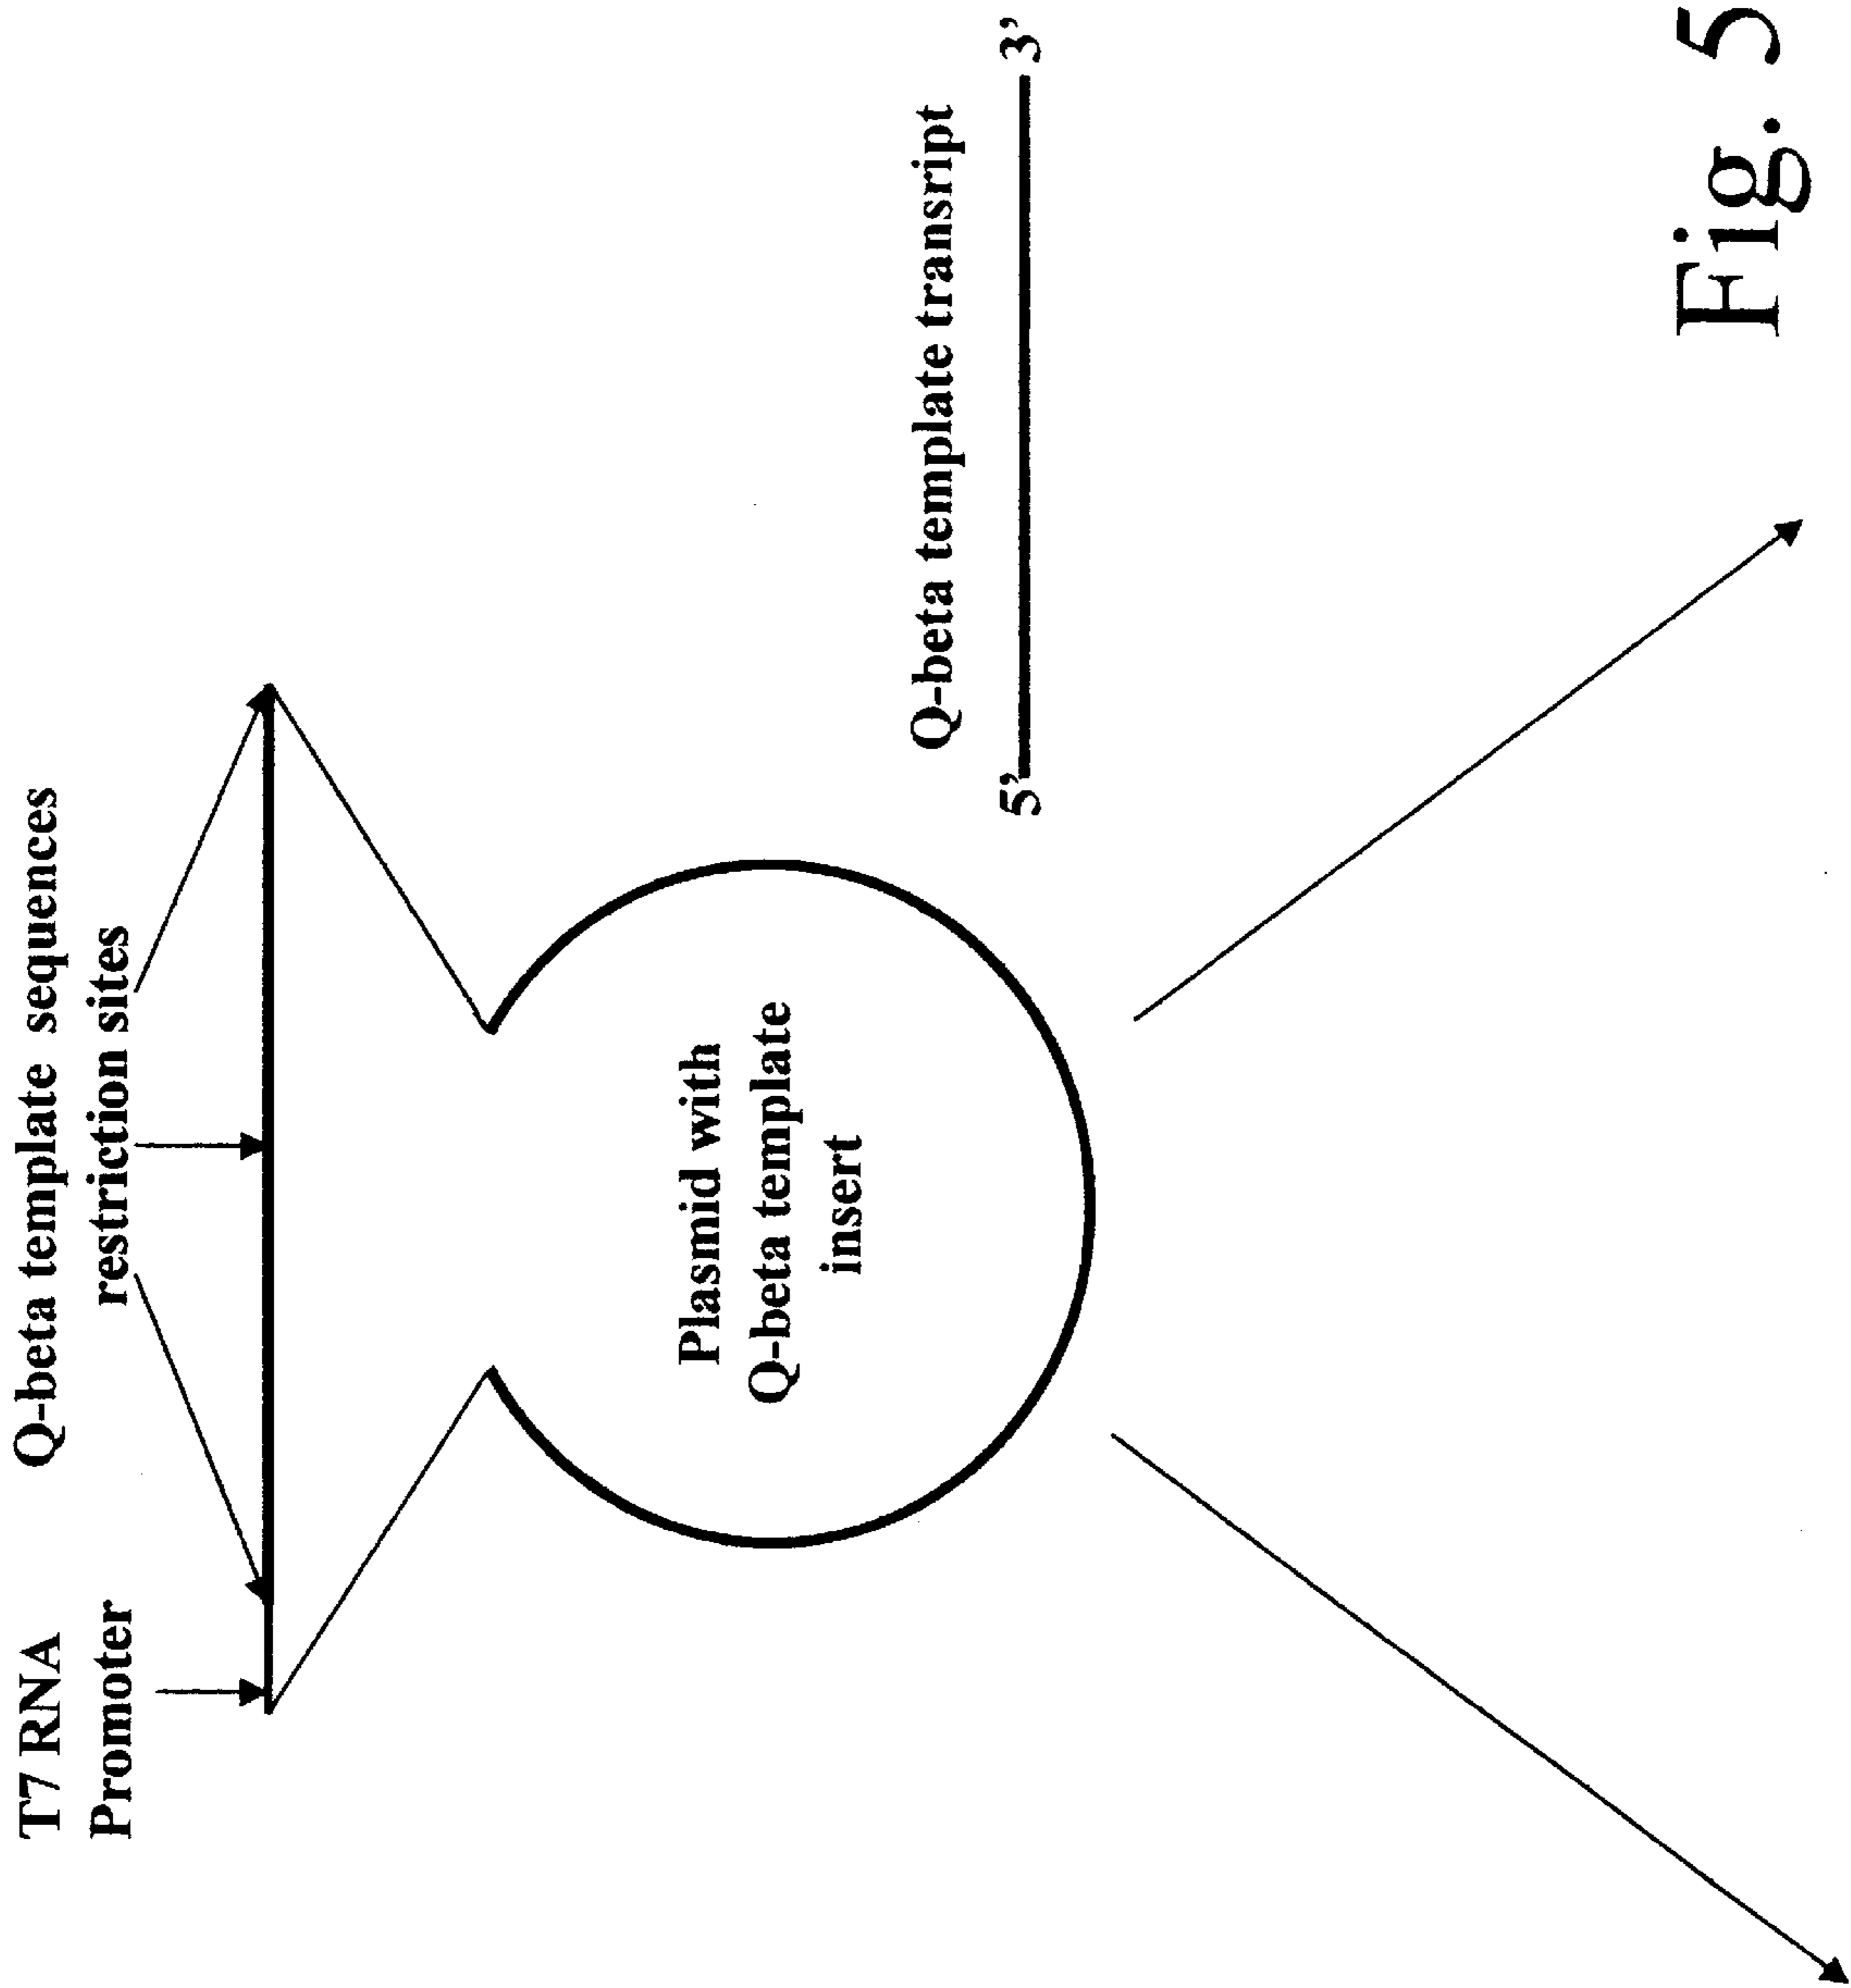 T7 RNA
Promoter
Q-beta template sequences
restriction sites
Plasmid with
Q-beta template
insert
Q-beta template transript
5’ 3’
Fig. 5